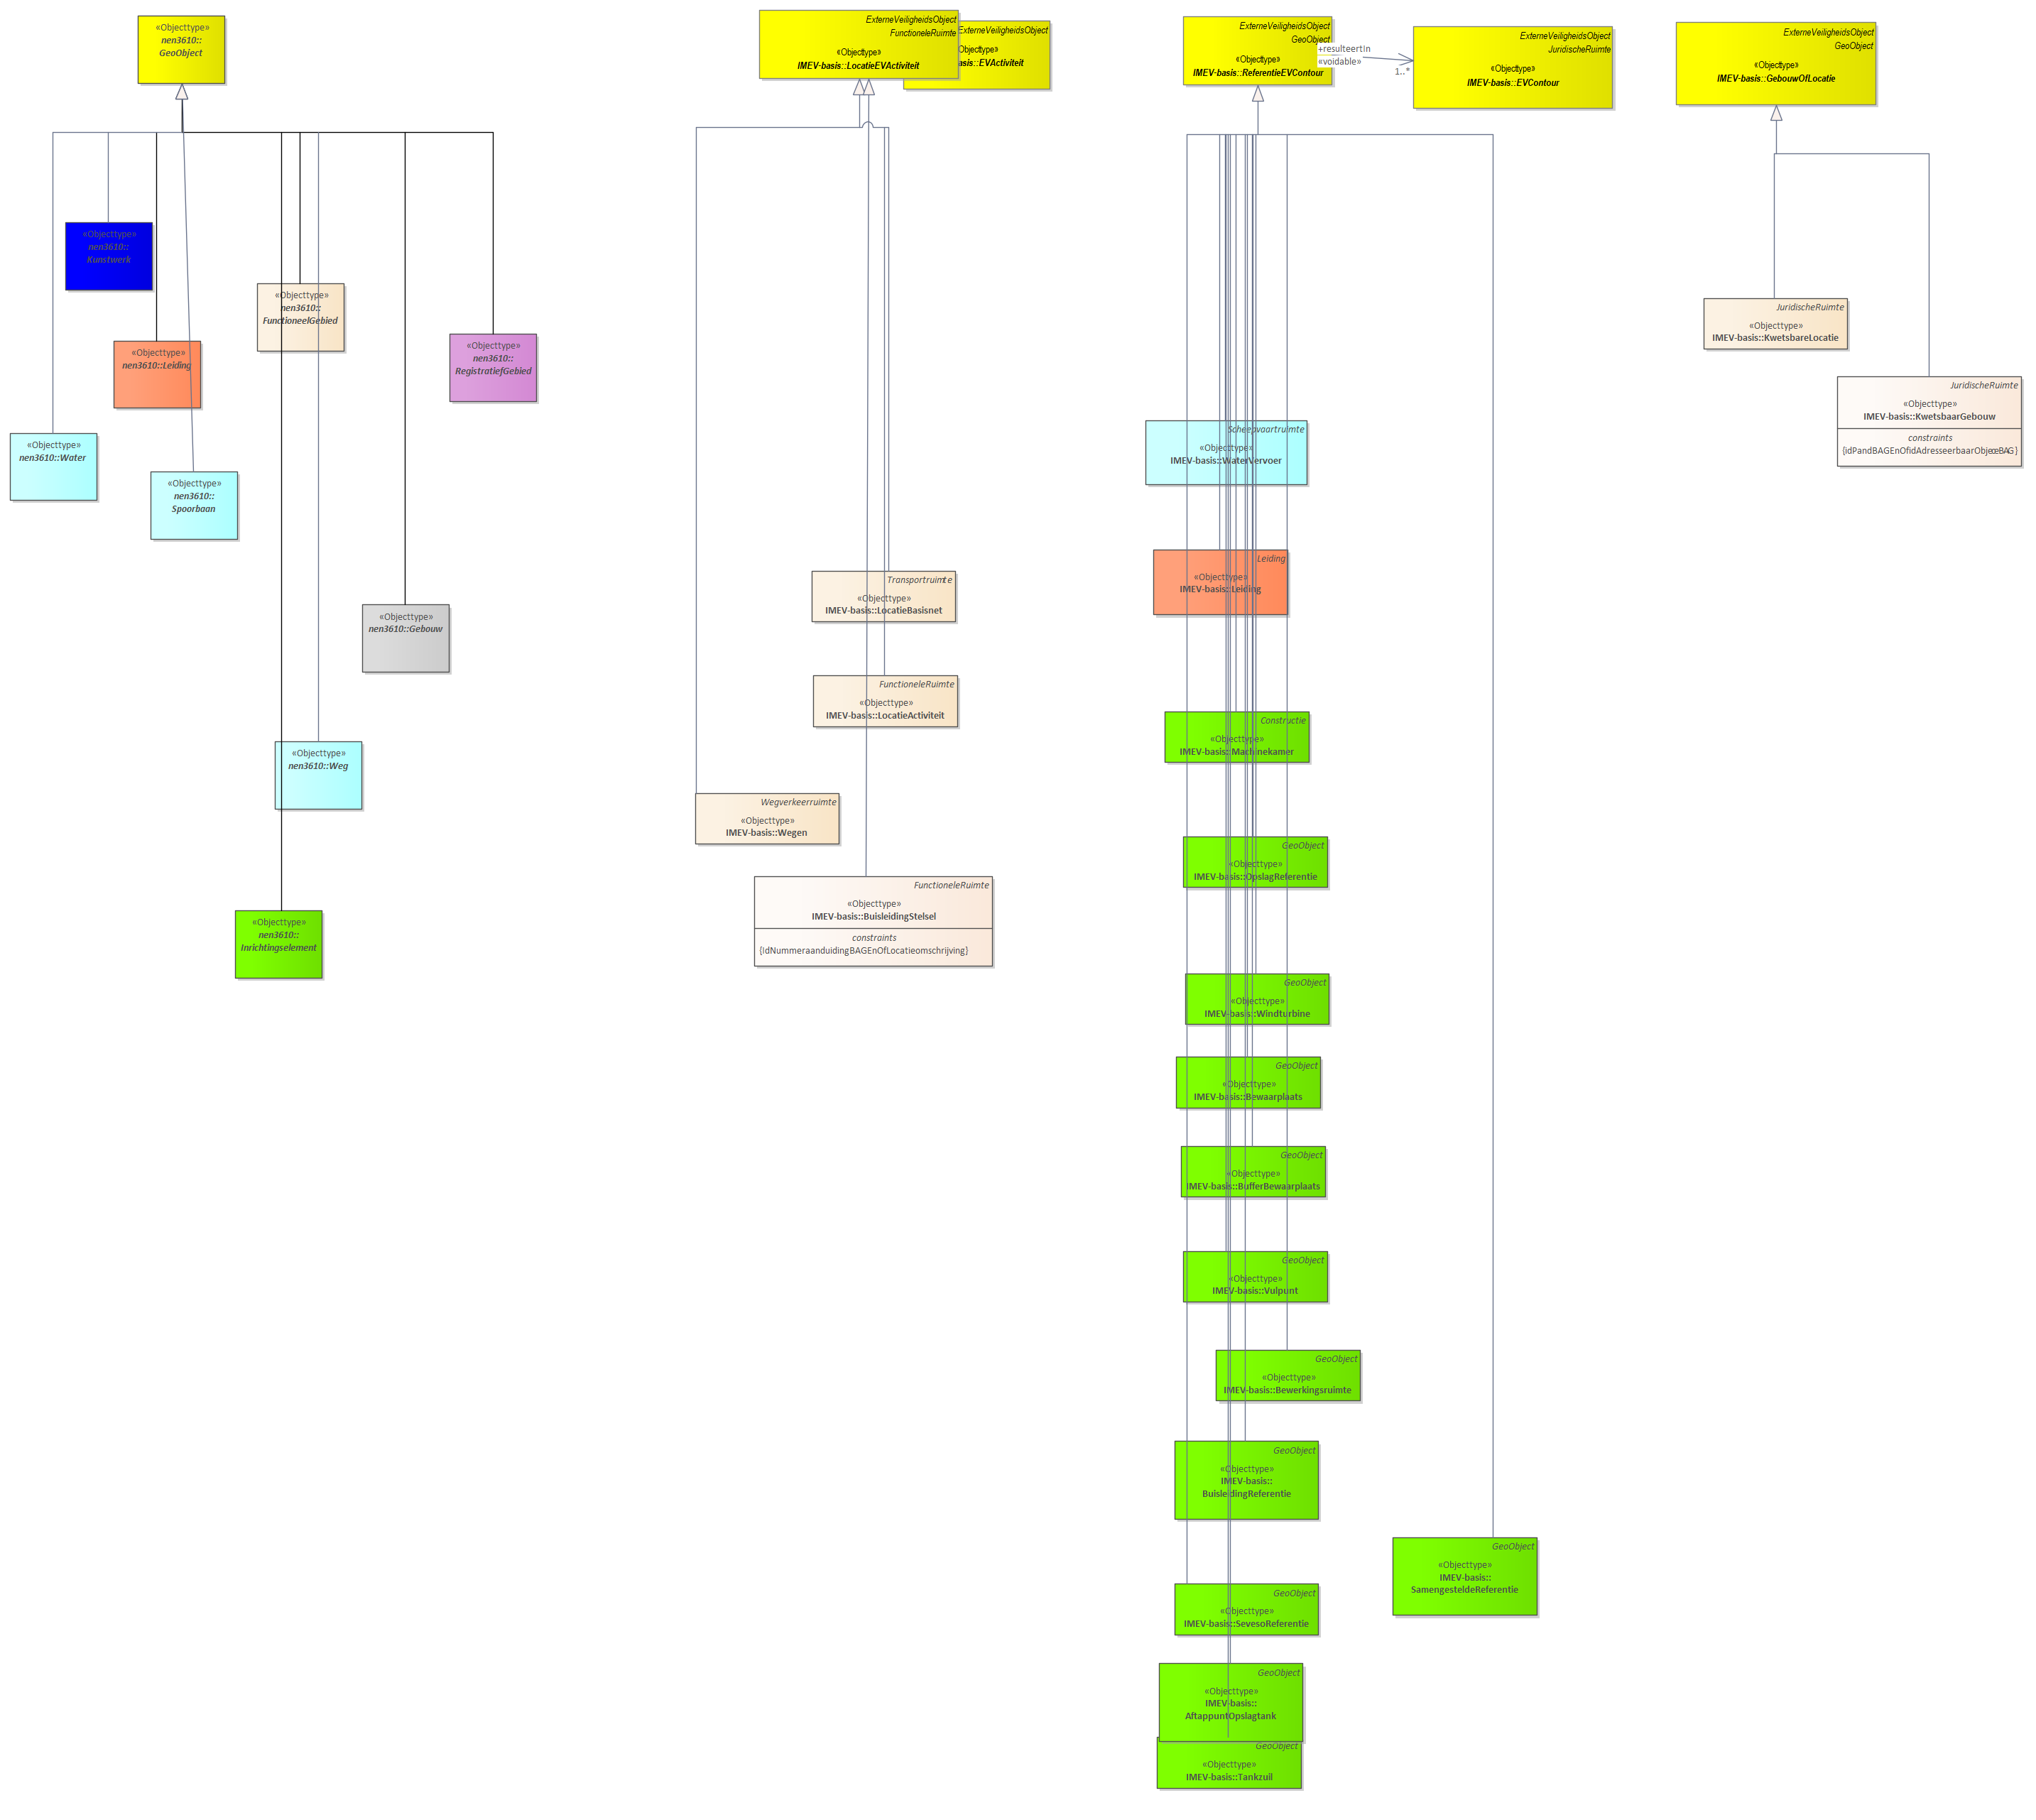 «Objecttype»
nen3610::
GeoObject
«Objecttype»
nen3610::
Kunstwerk
«Objecttype»
nen3610::
FunctioneelGebied
«Objecttype»
nen3610::Leiding
«Objecttype»
nen3610::
RegistratiefGebied
«Objecttype»
nen3610::Water
«Objecttype»
nen3610::
Spoorbaan
«Objecttype»
nen3610::Gebouw
«Objecttype»
nen3610::Weg
«Objecttype»
nen3610::
Inrichtingselement
ExterneVeiligheidsObject
FunctioneleRuimte
«Objecttype»
IMEV-basis::LocatieEVActiviteit
ExterneVeiligheidsObject
«Objecttype»
::EVActiviteit
Transportruimte
«Objecttype»
IMEV-basis::LocatieBasisnet
FunctioneleRuimte
«Objecttype»
IMEV-basis::LocatieActiviteit
Wegverkeerruimte
«Objecttype»
IMEV-basis::Wegen
FunctioneleRuimte
«Objecttype»
IMEV-basis::BuisleidingStelsel
constraints
{IdNummeraanduidingBAGEnOfLocatieomschrijving}
ExterneVeiligheidsObject
GeoObject
«Objecttype»
IMEV-basis::ReferentieEVContour
+resulteertIn
«voidable»
1..*
ExterneVeiligheidsObject
JuridischeRuimte
«Objecttype»
IMEV-basis::EVContour
Scheepvaartruimte
«Objecttype»
IMEV-basis::WaterVervoer
Leiding
«Objecttype»
IMEV-basis::Leiding
Constructie
«Objecttype»
IMEV-basis::Machinekamer
GeoObject
«Objecttype»
IMEV-basis::OpslagReferentie
GeoObject
«Objecttype»
IMEV-basis::Windturbine
GeoObject
«Objecttype»
IMEV-basis::Bewaarplaats
GeoObject
«Objecttype»
IMEV-basis::BufferBewaarplaats
GeoObject
«Objecttype»
IMEV-basis::Vulpunt
GeoObject
«Objecttype»
IMEV-basis::Bewerkingsruimte
GeoObject
«Objecttype»
IMEV-basis::
BuisleidingReferentie
GeoObject
«Objecttype»
IMEV-basis::
SamengesteldeReferentie
GeoObject
«Objecttype»
IMEV-basis::SevesoReferentie
GeoObject
«Objecttype»
IMEV-basis::
AftappuntOpslagtank
GeoObject
«Objecttype»
IMEV-basis::Tankzuil
ExterneVeiligheidsObject
GeoObject
«Objecttype»
IMEV-basis::GebouwOfLocatie
JuridischeRuimte
«Objecttype»
IMEV-basis::KwetsbareLocatie
JuridischeRuimte
«Objecttype»
IMEV-basis::KwetsbaarGebouw
constraints